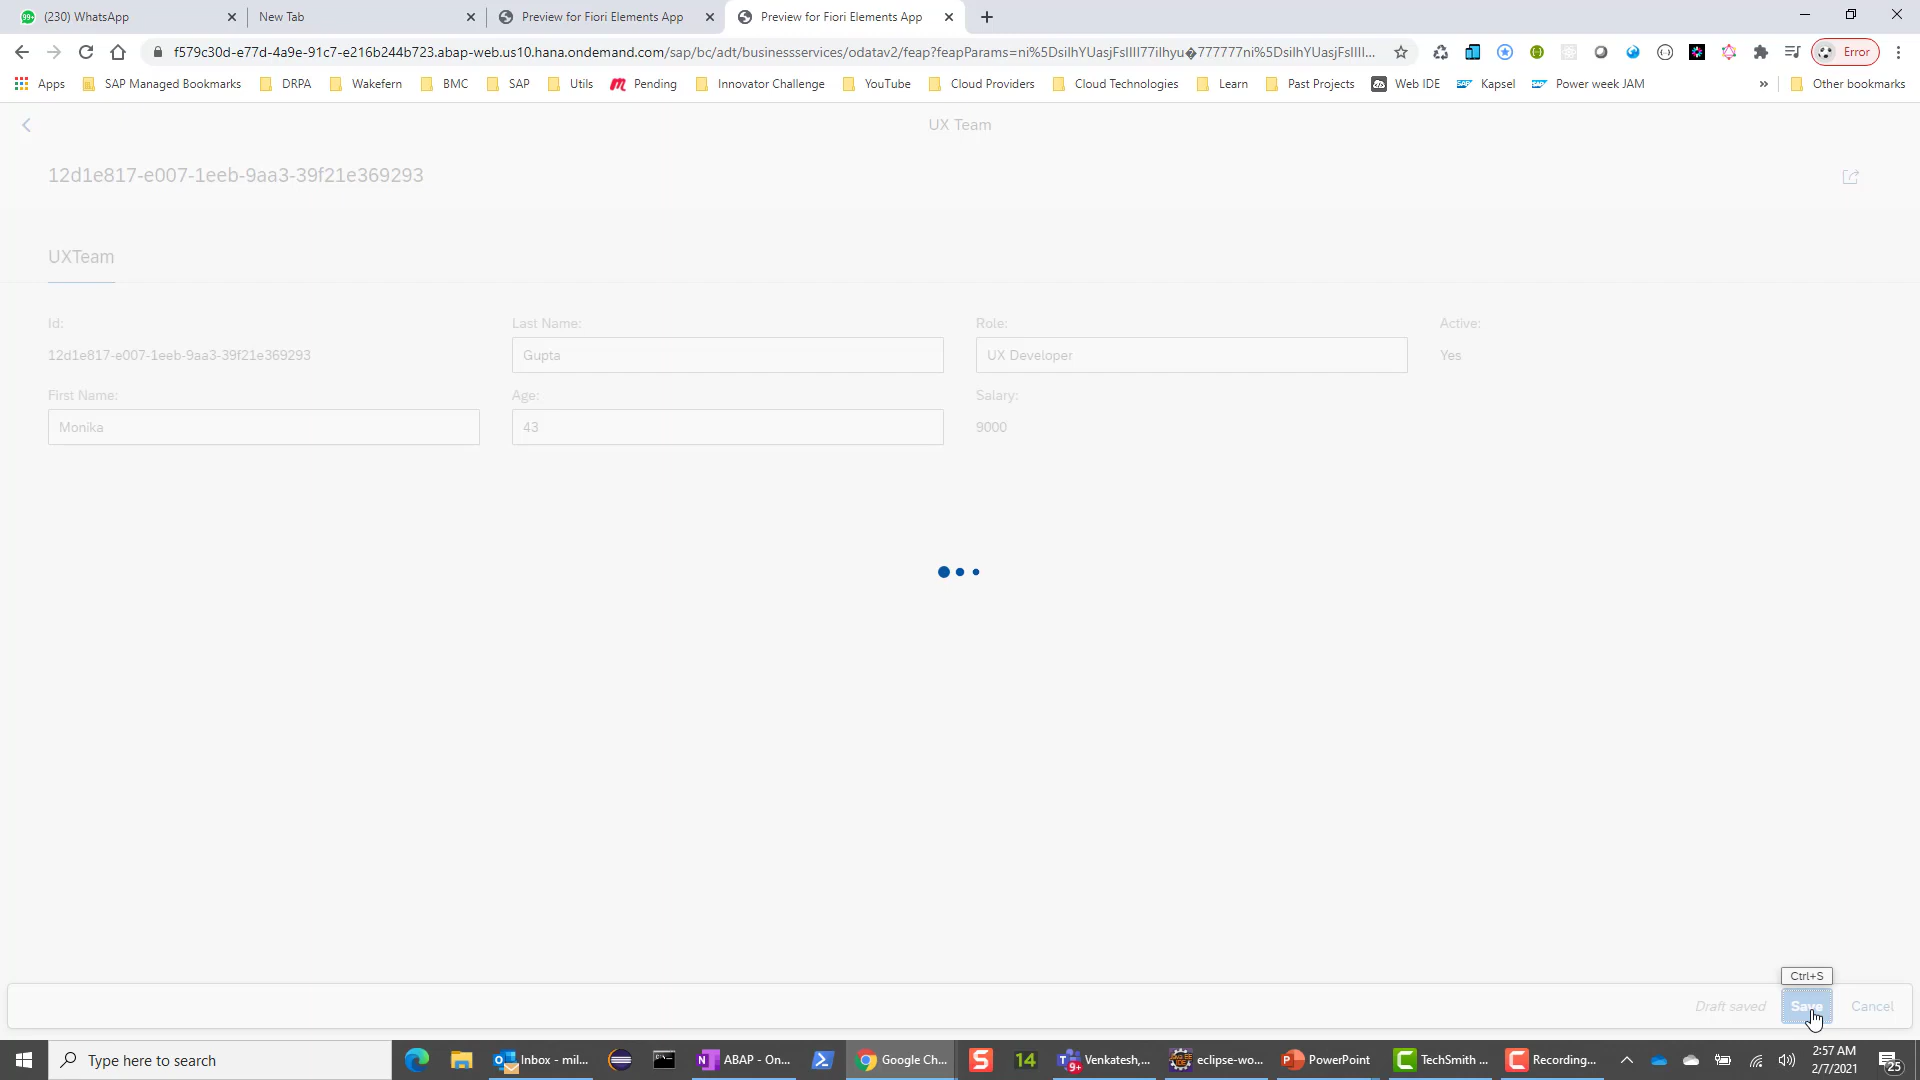 (230) WhatsApp
New Tab
Preview for Fiori Elements App
Preview for Fiori Elements App
f579c30d-e77d-4a9e-91c7-e216b244b723.abap-web.us10.hana.ondemand.com/sap/bc/adt/businessservices/odatav2/feap?feapParams=ni%5DsiIhYUasjFsIIII77iIhyu�777777ni%5DsiIhYUasjFsIIII...
Error
Apps
SAP Managed Bookmarks
DRPA
Wakefern
BMC
SAP
Utils
Pending
Innovator Challenge
YouTube
Cloud Providers
Cloud Technologies
Learn
Past Projects
Web IDE
Kapsel
Power week JAM
»
Other bookmarks
UX Team
12d1e817-e007-1eeb-9aa3-39f21e369293
UXTeam
Id:
12d1e817-e007-1eeb-9aa3-39f21e369293
Last Name:
Gupta
Role:
UX Developer
Active:
Yes
First Name:
Monika
Age:
43
Salary:
9000
Ctrl+S
Draft saved
Save
Cancel
Type here to search
Inbox - mil...
ABAP - On...
Google Ch...
14
Venkatesh,...
eclipse-wo...
PowerPoint
TechSmith ...
Recording...
2:57 AM
2/7/2021
25